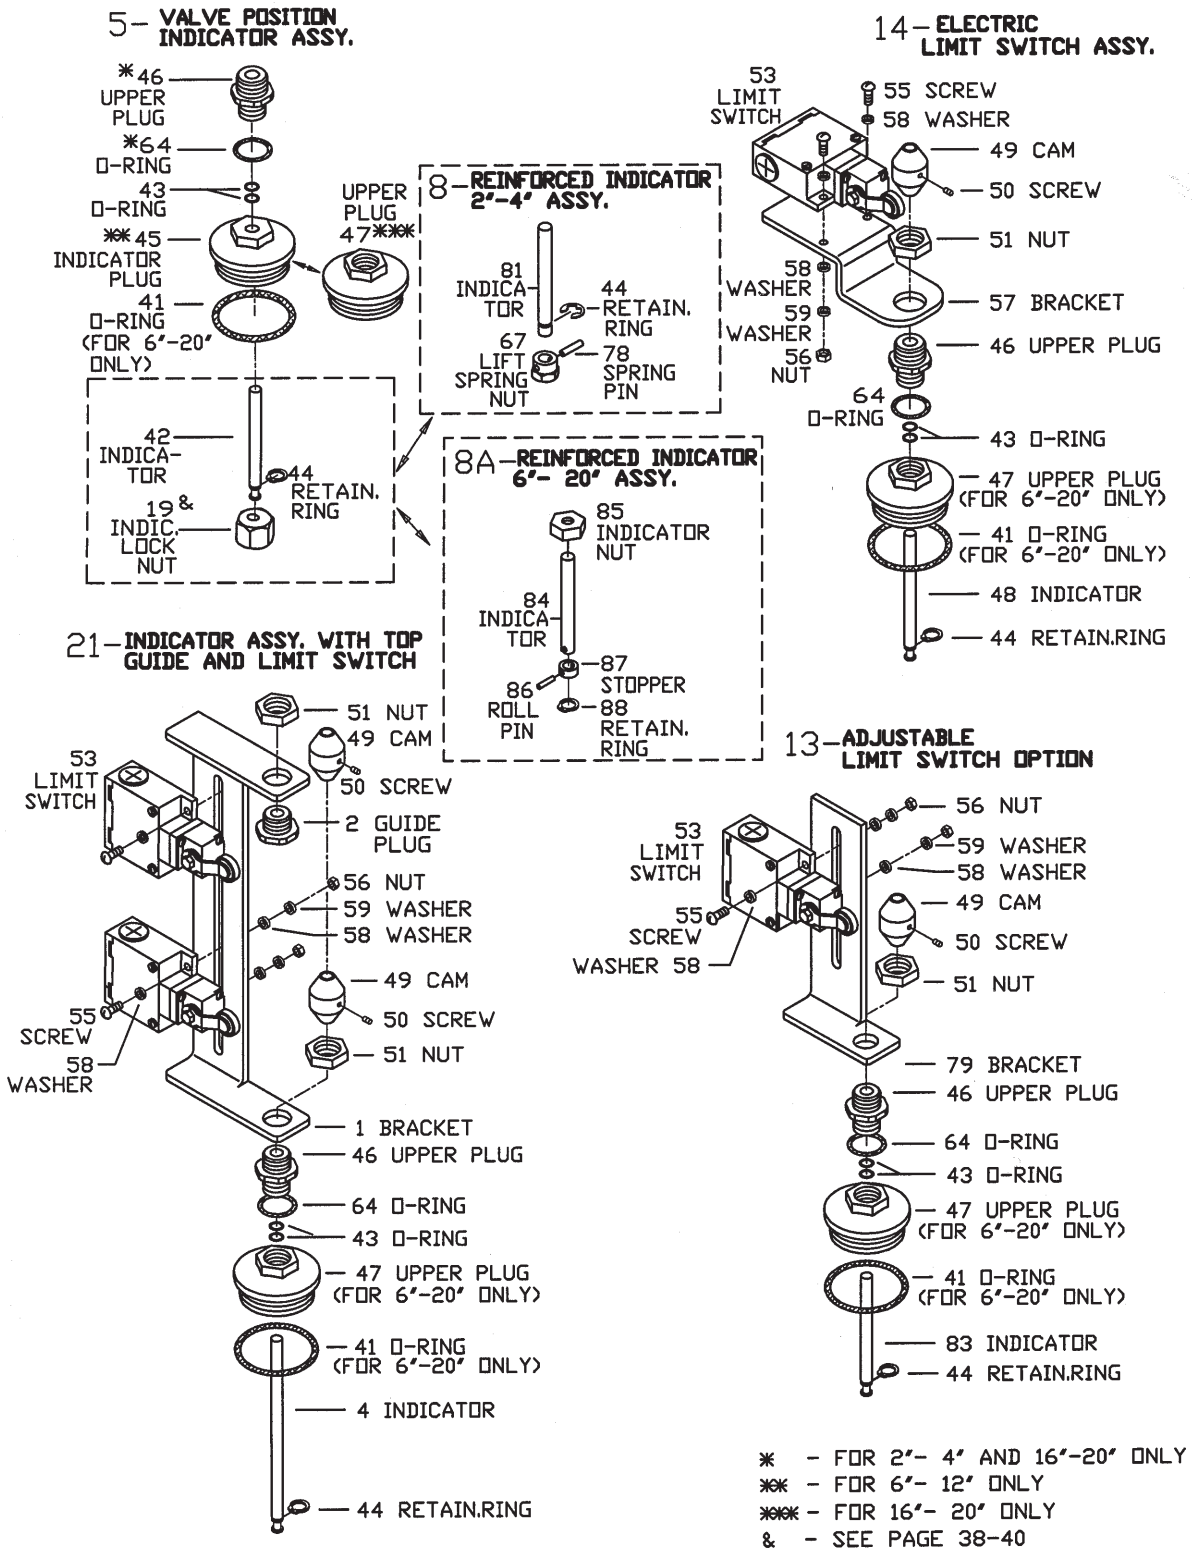 5- VALVE POSITION
INDICATOR ASSY.
*46
UPPER
PLUG
*64
O-RING
43
O-RING
**45
INDICATOR
PLUG
UPPER
PLUG
47***
41
O-RING
(FOR 6"-20"
ONLY)
42
INDICA-
TOR
44
RETAIN.
RING
19&
INDIC.
LOCK
NUT
8-REINFORCED INDICATOR
2"-4" ASSY.
81
INDICA-
TOR
44
RETAIN.
RING
67
LIFT
SPRING
NUT
78
SPRING
PIN
8A-REINFORCED INDICATOR
6"- 20" ASSY.
85
INDICATOR
NUT
84
INDICA-
TOR
87
STOPPER
86
ROLL
PIN
88
RETAIN.
RING
14-ELECTRIC
LIMIT SWITCH ASSY.
53
LIMIT
SWITCH
55 SCREW
58 WASHER
49 CAM
50 SCREW
51 NUT
58
WASHER
59
WASHER
56
NUT
57 BRACKET
46 UPPER PLUG
64
O-RING
43 O-RING
47 UPPER PLUG
(FOR 6"-20" ONLY)
41 O-RING
(FOR 6"-20" ONLY)
48 INDICATOR
44 RETAIN.RING
21-INDICATOR ASSY. WITH TOP
GUIDE AND LIMIT SWITCH
51 NUT
49 CAM
53
LIMIT
SWITCH
50 SCREW
2 GUIDE
PLUG
56 NUT
59 WASHER
58 WASHER
49 CAM
50 SCREW
51 NUT
55
SCREW
58
WASHER
1 BRACKET
46 UPPER PLUG
64 O-RING
43 O-RING
47 UPPER PLUG
(FOR 6"-20" ONLY)
41 O-RING
(FOR 6"-20" ONLY)
4 INDICATOR
44 RETAIN.RING
13-ADJUSTABLE
LIMIT SWITCH OPTION
56 NUT
59 WASHER
58 WASHER
53
LIMIT
SWITCH
49 CAM
50 SCREW
55
SCREW
WASHER 58
51 NUT
79 BRACKET
46 UPPER PLUG
64 O-RING
43 O-RING
47 UPPER PLUG
(FOR 6"-20" ONLY)
41 O-RING
(FOR 6"-20" ONLY)
83 INDICATOR
44 RETAIN.RING
* - FOR 2"- 4" AND 16"-20" ONLY
** - FOR 6"- 12" ONLY
*** - FOR 16"- 20" ONLY
& - SEE PAGE 38-40